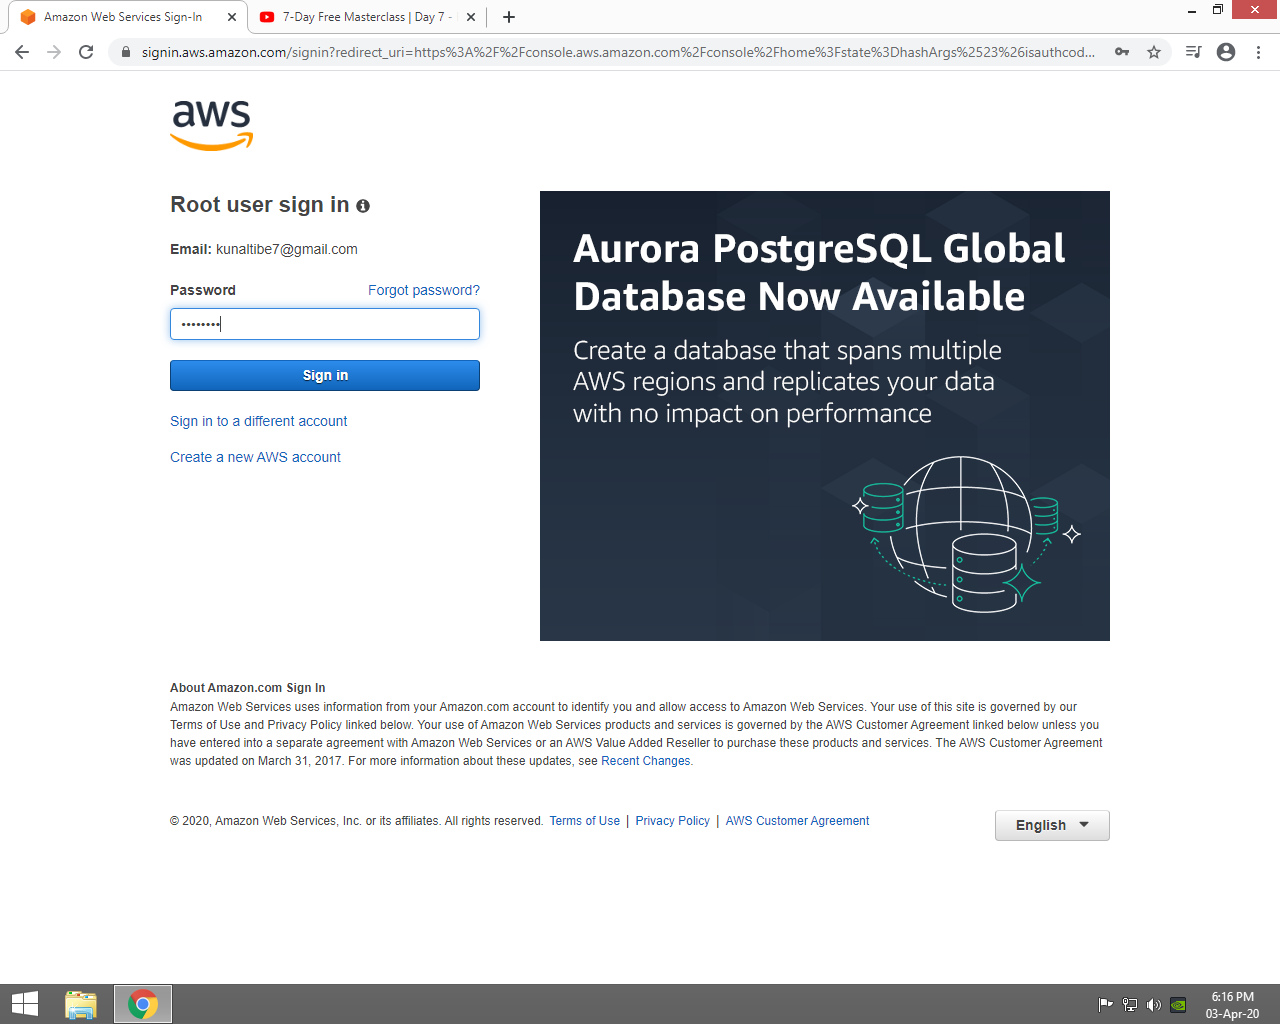 Amazon Web Services Sign-In
7-Day Free Masterclass | Day 7 -
signin.aws.amazon.com/signin?redirect_uri=https%3A%2F%2Fconsole.aws.amazon.com%2Fconsole%2Fhome%3Fstate%3DhashArgs%2523%26isauthcod...
aws
Root user sign in
Email: kunaltibe7@gmail.com
Password Forgot password?
••••••••
Sign in
Sign in to a different account
Create a new AWS account
Aurora PostgreSQL Global
Database Now Available
Create a database that spans multiple
AWS regions and replicates your data
with no impact on performance
About Amazon.com Sign In
Amazon Web Services uses information from your Amazon.com account to identify you and allow access to Amazon Web Services. Your use of this site is governed by our
Terms of Use and Privacy Policy linked below. Your use of Amazon Web Services products and services is governed by the AWS Customer Agreement linked below unless you
have entered into a separate agreement with Amazon Web Services or an AWS Value Added Reseller to purchase these products and services. The AWS Customer Agreement
was updated on March 31, 2017. For more information about these updates, see Recent Changes.
© 2020, Amazon Web Services, Inc. or its affiliates. All rights reserved. Terms of Use | Privacy Policy | AWS Customer Agreement
English
6:16 PM
03-Apr-20